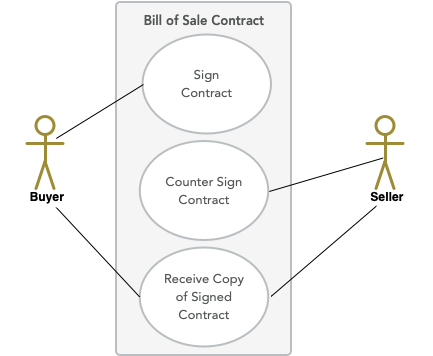 Bill of Sale Contract
Sign
Contract
Counter Sign
Contract
Buyer
Seller
Receive Copy
of Signed
Contract